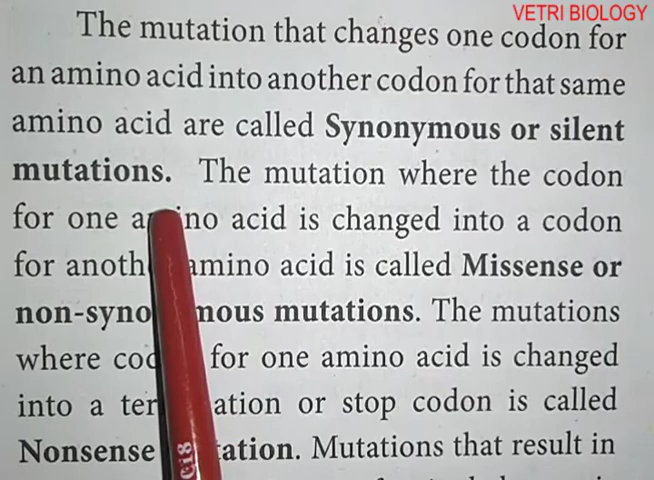 VETRI BIOLOGY
The mutation that changes one codon for
an amino acid into another codon for that same
amino acid are called Synonymous or silent
mutations. The mutation where the codon
for one a ino acid is changed into a codon
for anoth amino acid is called Missense or
non-syno nous mutations. The mutations
where cod for one amino acid is changed
into a ter ation or stop codon is called
Nonsense tation. Mutations that result in